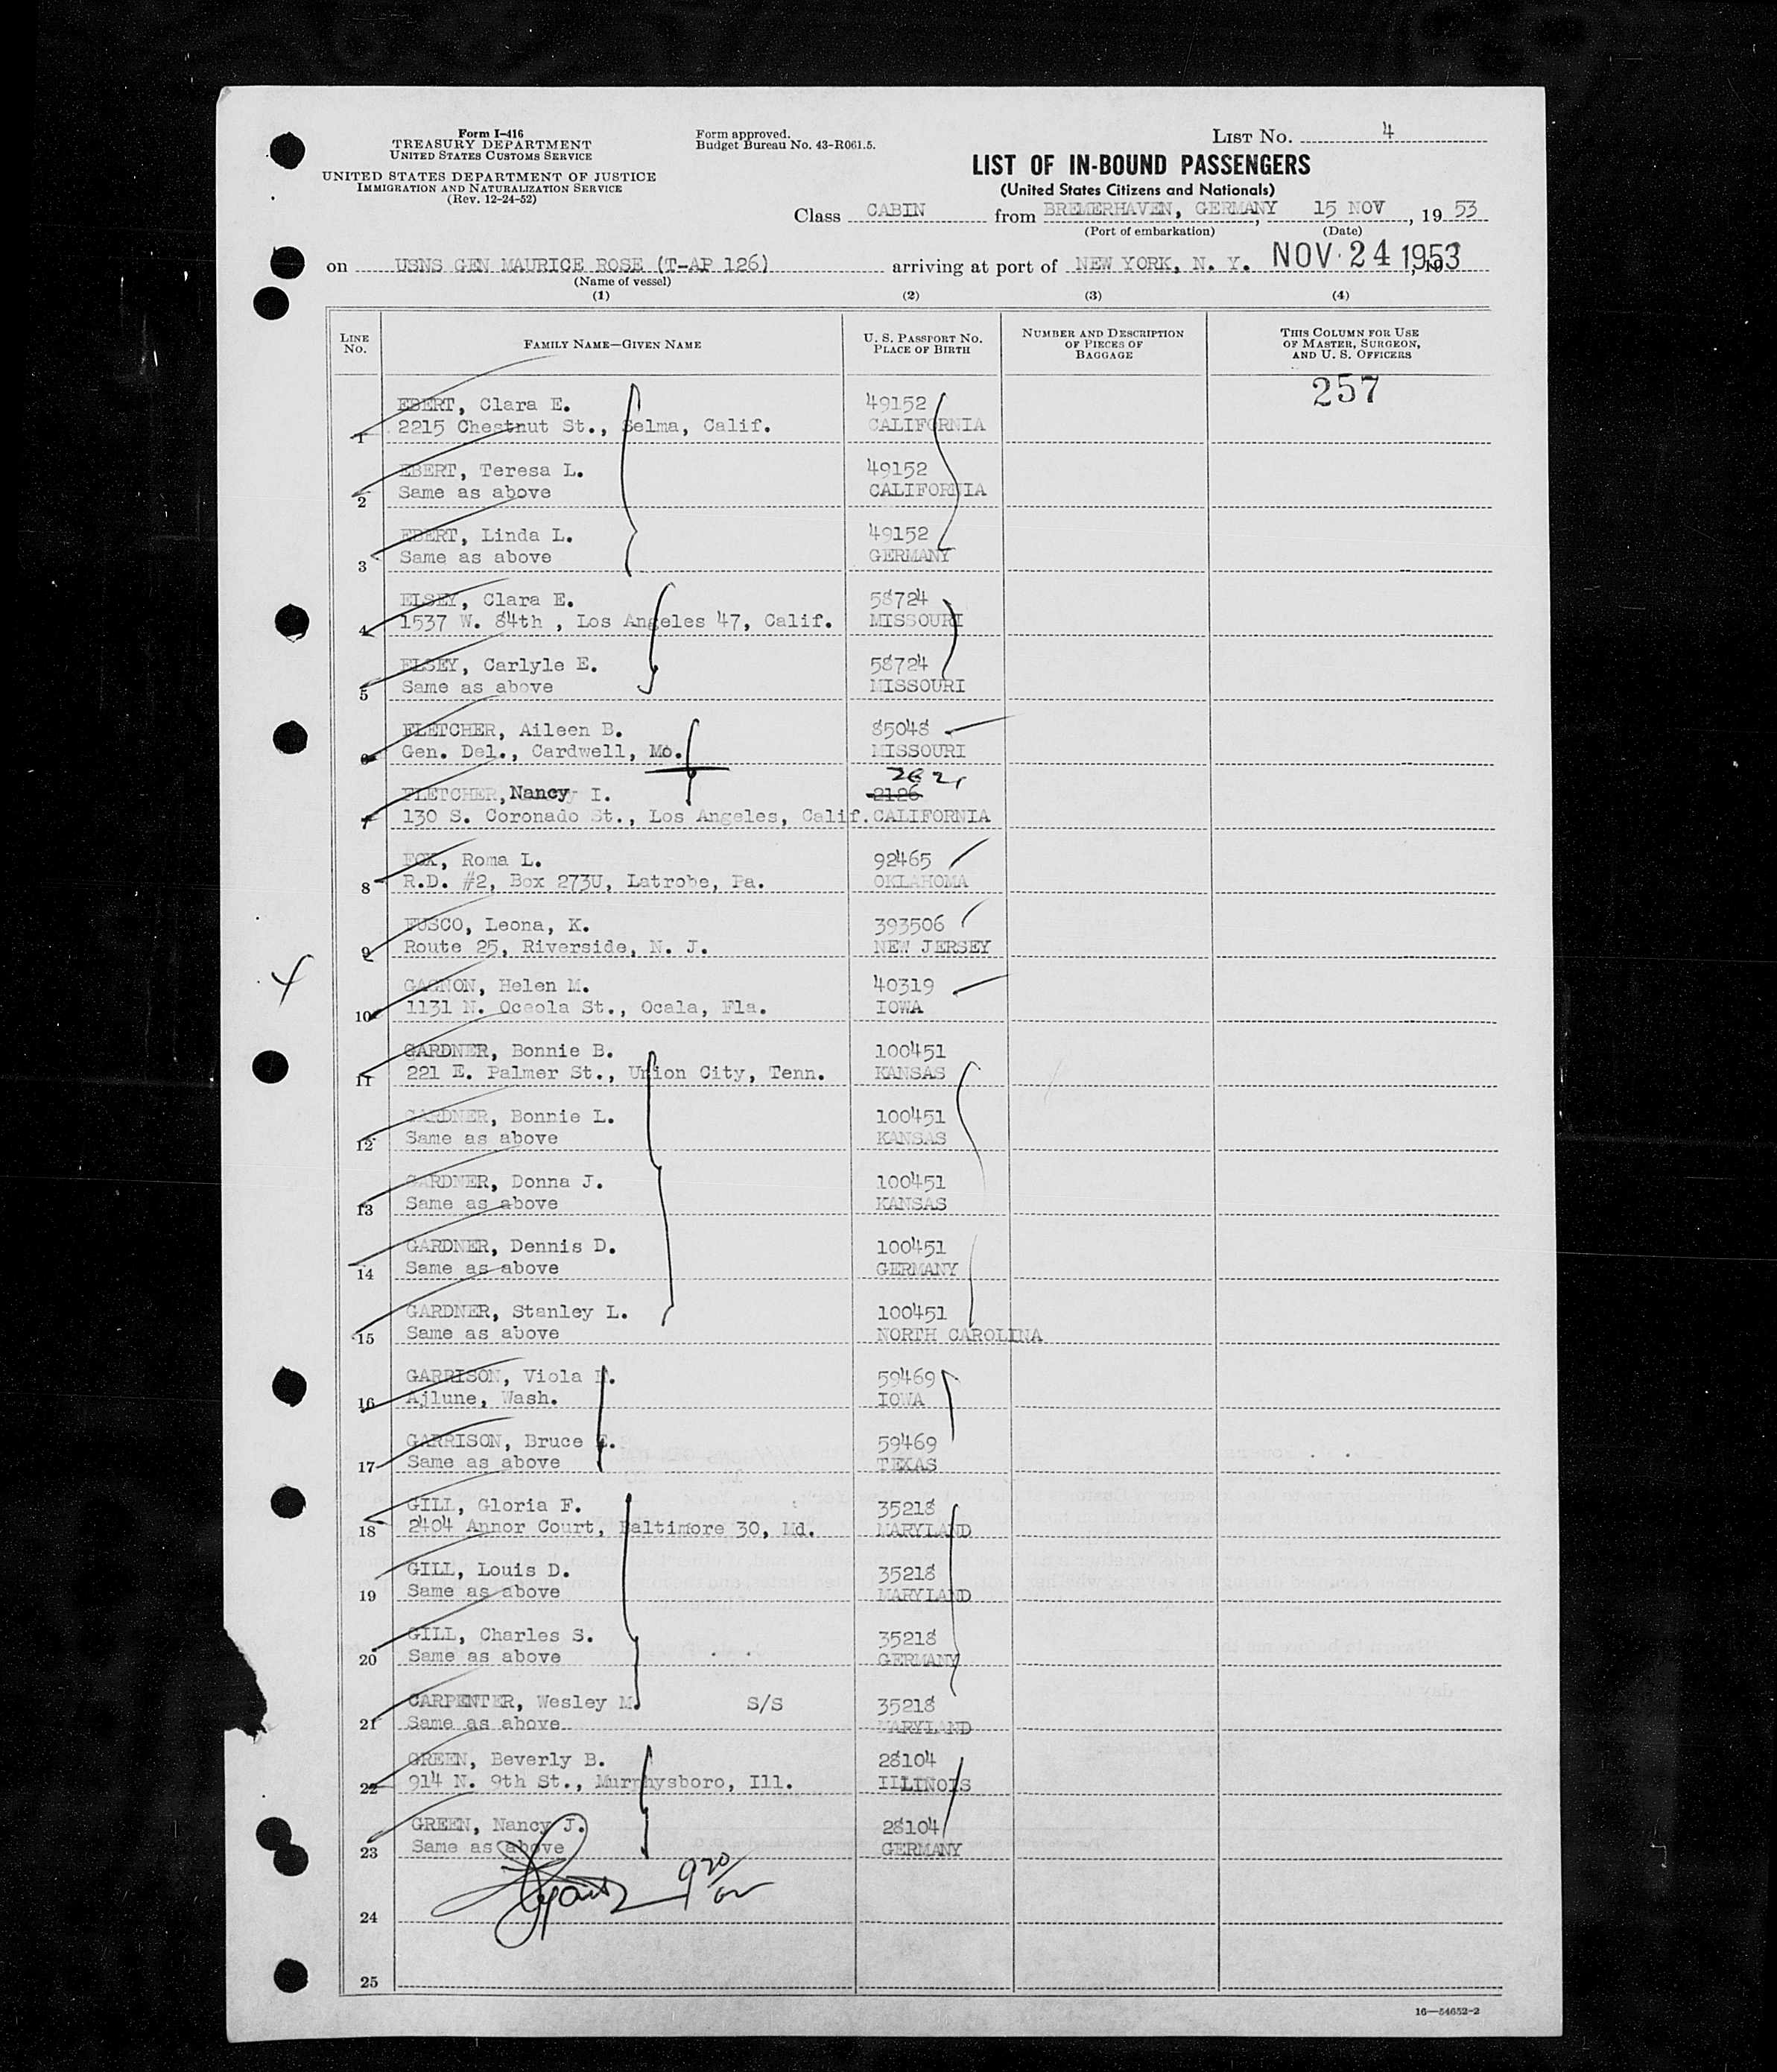 Form I-416
TREASURY DEPARTMENT
UNITED STATES CUSTOMS SERVICE
UNITED STATES DEPARTMENT OF JUSTICE
IMMIGRATION AND NATURALIZATION SERVICE
(Rev. 12-24-52)
Form approved.
Budget Bureau No. 43-R061.5.
LIST No. 4
LIST OF IN-BOUND PASSENGERS
(United States Citizens and Nationals)
Class CABIN from BREMERHAVEN, GERMANY, 15 NOV, 19 53
(Port of embarkation) (Date)
on USNS GEN MAURICE ROSE (T-AP 126) arriving at port of NEW YORK, N. Y. NOV 24 1953
(Name of vessel)
(1) (2) (3) (4)
LINE No. FAMILY NAME—GIVEN NAME U. S. PASSPORT No. PLACE OF BIRTH NUMBER AND DESCRIPTION OF PIECES OF BAGGAGE THIS COLUMN FOR USE OF MASTER, SURGEON, AND U. S. OFFICERS
257
EBERT, Clara E. 49152
1 2215 Chestnut St., Selma, Calif. CALIFORNIA
EBERT, Teresa L. 49152
2 Same as above CALIFORNIA
EBERT, Linda L. 49152
3 Same as above GERMANY
ELSEY, Clara E. 58724
4 1537 W. 84th , Los Angeles 47, Calif. MISSOURI
ELSEY, Carlyle E. 58724
5 Same as above MISSOURI
FLETCHER, Aileen B. 85048
6 Gen. Del., Cardwell, Mo. MISSOURI
FLETCHER, Nancy I. 2126
7 130 S. Coronado St., Los Angeles, Calif. CALIFORNIA
FOX, Roma L. 92465
8 R.D. #2, Box 273U, Latrobe, Pa. OKLAHOMA
FUSCO, Leona, K. 393506
9 Route 25, Riverside, N. J. NEW JERSEY
GAGNON, Helen M. 40319
10 1131 N. Oceola St., Ocala, Fla. IOWA
GARDNER, Bonnie B. 100451
11 221 E. Palmer St., Union City, Tenn. KANSAS
GARDNER, Bonnie L. 100451
12 Same as above KANSAS
GARDNER, Donna J. 100451
13 Same as above KANSAS
GARDNER, Dennis D. 100451
14 Same as above GERMANY
GARDNER, Stanley L. 100451
15 Same as above NORTH CAROLINA
GARRISON, Viola 59469
16 Ajlune, Wash. IOWA
GARRISON, Bruce 59469
17 Same as above TEXAS
GILL, Gloria F. 35218
18 2404 Annor Court, Baltimore 30, Md. MARYLAND
GILL, Louis D. 35218
19 Same as above MARYLAND
GILL, Charles S. 35218
20 Same as above GERMANY
CARPENTER, Wesley M. S/S 35218
21 Same as above MARYLAND
GREEN, Beverly B. 28104
22 914 N. 9th St., Murphysboro, Ill. ILLINOIS
GREEN, Nancy J. 28104
23 Same as above GERMANY
24
25
16—54652-2